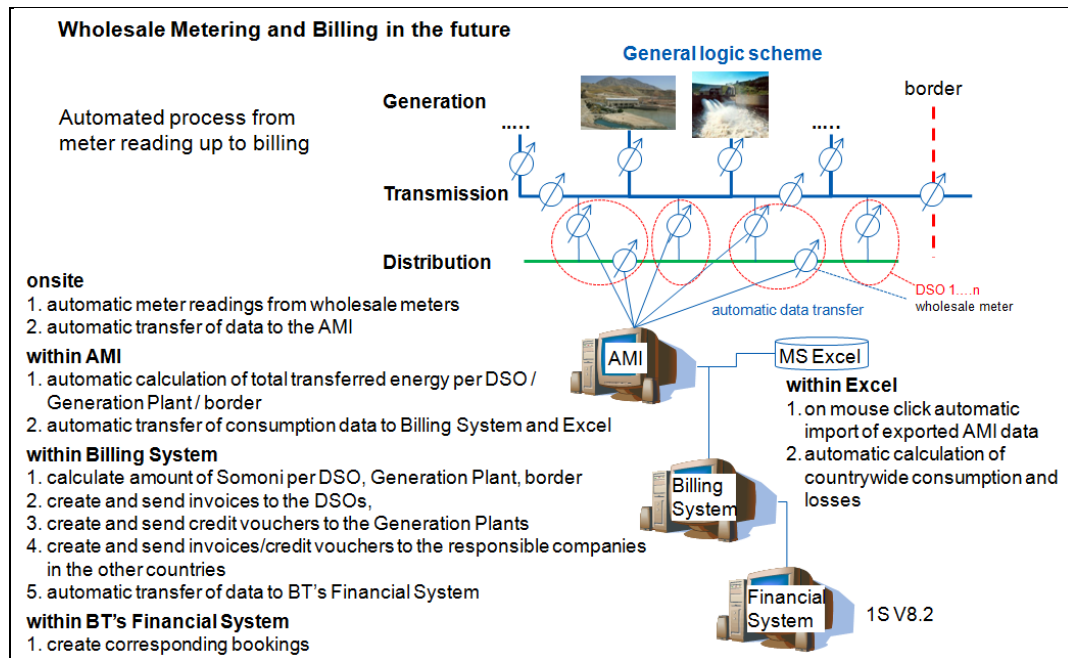 Wholesale Metering and Billing in the future
General logic scheme
Automated process from
meter reading up to billing
Generation
.....
.....
border
Transmission
Distribution
DSO 1....n
wholesale meter
automatic data transfer
onsite
1. automatic meter readings from wholesale meters
2. automatic transfer of data to the AMI
within AMI
1. automatic calculation of total transferred energy per DSO /
Generation Plant / border
2. automatic transfer of consumption data to Billing System and Excel
within Billing System
1. calculate amount of Somoni per DSO, Generation Plant, border
2. create and send invoices to the DSOs,
3. create and send credit vouchers to the Generation Plants
4. create and send invoices/credit vouchers to the responsible companies
in the other countries
5. automatic transfer of data to BT's Financial System
within BT's Financial System
1. create corresponding bookings
AMI
MS Excel
within Excel
1. on mouse click automatic
import of exported AMI data
2. automatic calculation of
countrywide consumption and
losses
Billing
System
Financial
System
1S V8.2